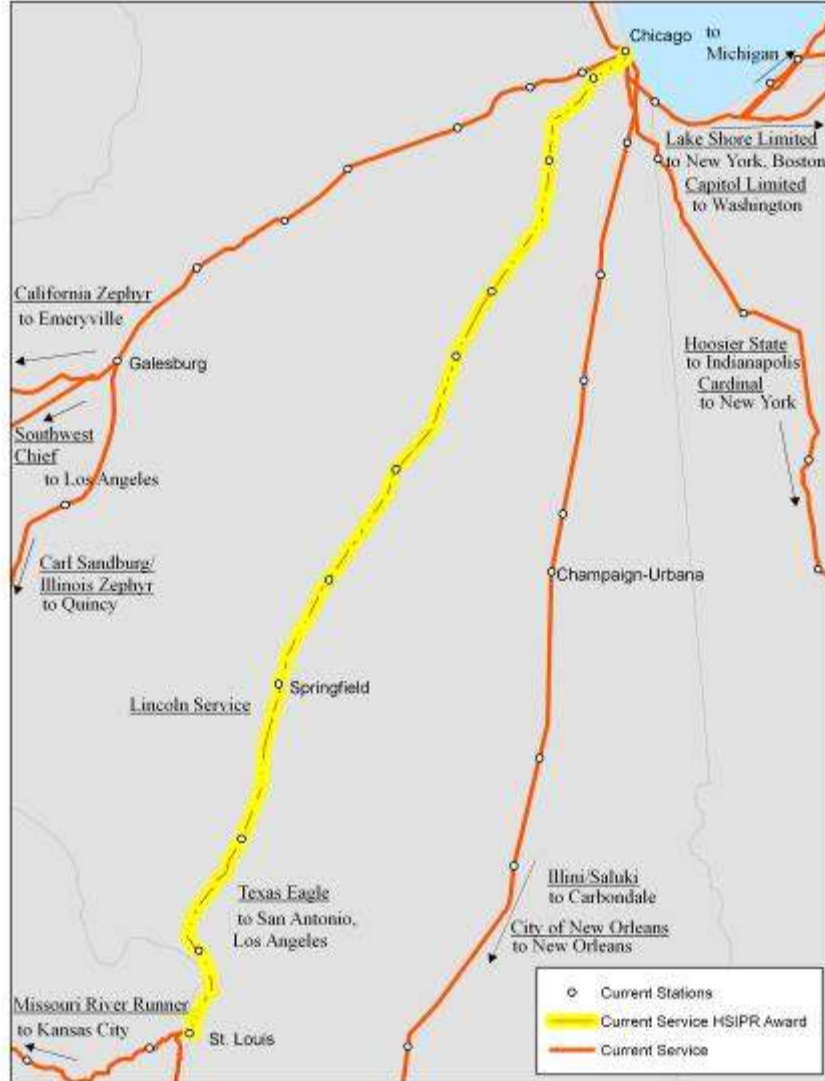 Chicago
to
Michigan
Lake Shore Limited
to New York, Boston
Capitol Limited
to Washington
California Zephyr
to Emeryville
Galesburg
Hoosier State
to Indianapolis
Cardinal
to New York
Southwest
Chief
to Los Angeles
Carl Sandburg/
Illinois Zephyr
to Quincy
Champaign-Urbana
Springfield
Lincoln Service
Texas Eagle
to San Antonio,
Los Angeles
Illini/Saluki
to Carbondale
City of New Orleans
to New Orleans
Missouri River Runner
to Kansas City
St. Louis
Current Stations
Current Service HSIPR Award
Current Service